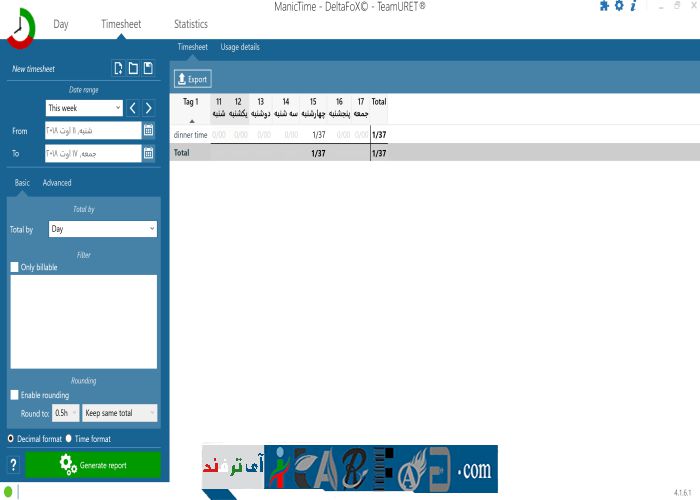 ManicTime - DeltaFoX© - TeamURET®
Day Timesheet Statistics
Timesheet Usage details
New timesheet
Export
Date range
This week
From شنبه, ۱۱ اوت ۲۰۱۸
To جمعه, ۱۷ اوت ۲۰۱۸
Basic Advanced
Total by
Total by Day
Filter
Only billable
Rounding
Enable rounding
Round to: 0.5h Keep same total
Decimal format Time format
? Generate report
Tag 1 11 12 13 14 15 16 17 Total
شنبه یکشنبه دوشنبه سه شنبه چهارشنبه پنجشنبه جمعه
dinner time 0/00 0/00 0/00 0/00 1/37 0/00 0/00 1/37
Total 1/37 1/37
آی ترفند
.com
4.1.6.1